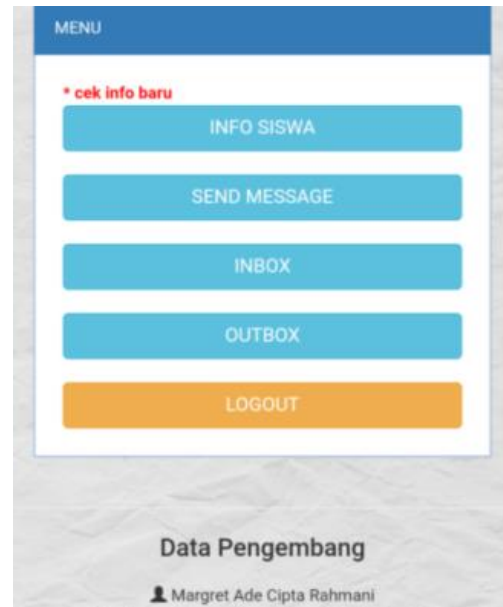 MENU
* cek info baru
INFO SISWA
SEND MESSAGE
INBOX
OUTBOX
LOGOUT
Data Pengembang
Margret Ade Cipta Rahmani